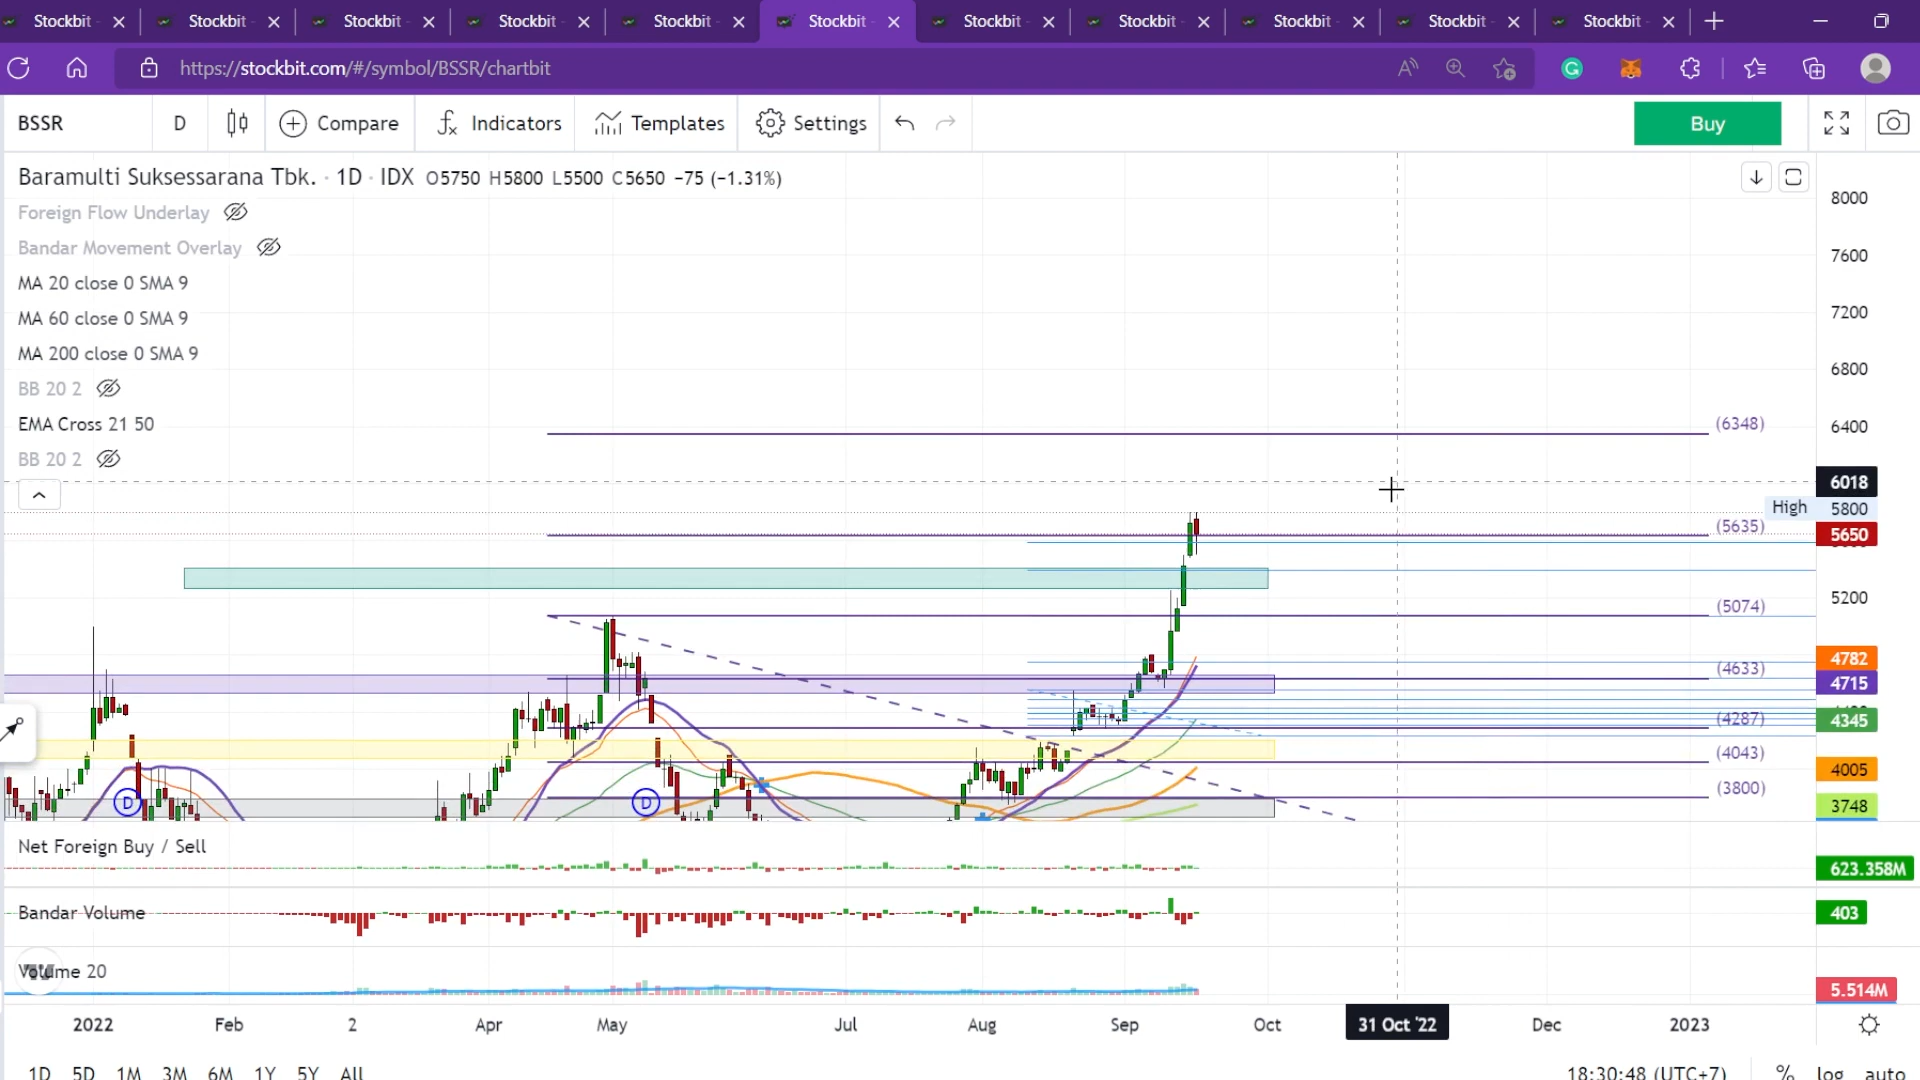 Stockbit Stockbit Stockbit Stockbit Stockbit Stockbit Stockbit Stockbit Stockbit Stockbit Stockbit
https://stockbit.com/#/symbol/BSSR/chartbit
BSSR D Compare Indicators Templates Settings Buy
Baramulti Suksessarana Tbk. · 1D · IDX O5750 H5800 L5500 C5650 −75 (−1.31%)
8000
Foreign Flow Underlay
Bandar Movement Overlay
7600
MA 20 close 0 SMA 9
MA 60 close 0 SMA 9
7200
MA 200 close 0 SMA 9
6800
BB 20 2
EMA Cross 21 50
(6348)
6400
BB 20 2
6018
High 5800
(5635)
5650
5200
(5074)
4782
(4633)
4715
(4287)
4345
(4043)
4005
(3800)
3748
D D
Net Foreign Buy / Sell
623.358M
Bandar Volume
403
Volume 20
5.514M
2022 Feb 2 Apr May Jul Aug Sep Oct 31 Oct '22 Dec 2023
1D 5D 1M 3M 6M 1Y 5Y All 18:30:48 (UTC+7) % log auto